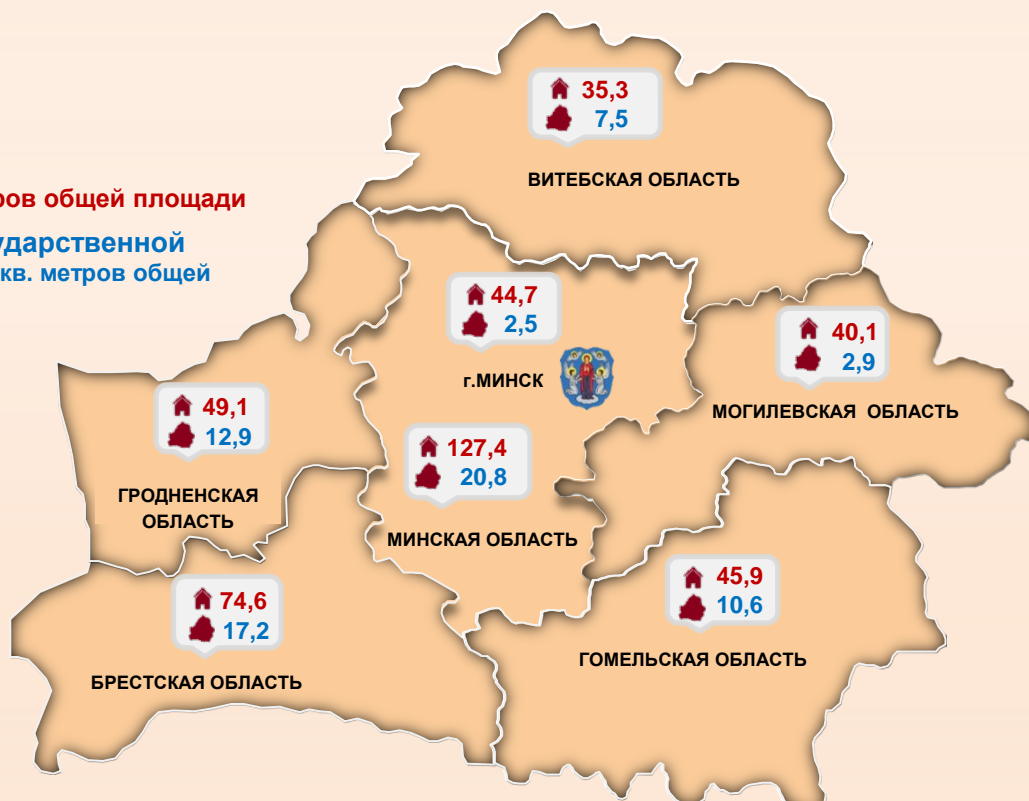 35,3
7,5
ВИТЕБСКАЯ ОБЛАСТЬ
ров общей площади
ударственной
кв. метров общей
44,7
2,5
г.МИНСК
40,1
2,9
МОГИЛЕВСКАЯ ОБЛАСТЬ
49,1
12,9
ГРОДНЕНСКАЯ
ОБЛАСТЬ
127,4
20,8
МИНСКАЯ ОБЛАСТЬ
74,6
17,2
БРЕСТСКАЯ ОБЛАСТЬ
45,9
10,6
ГОМЕЛЬСКАЯ ОБЛАСТЬ